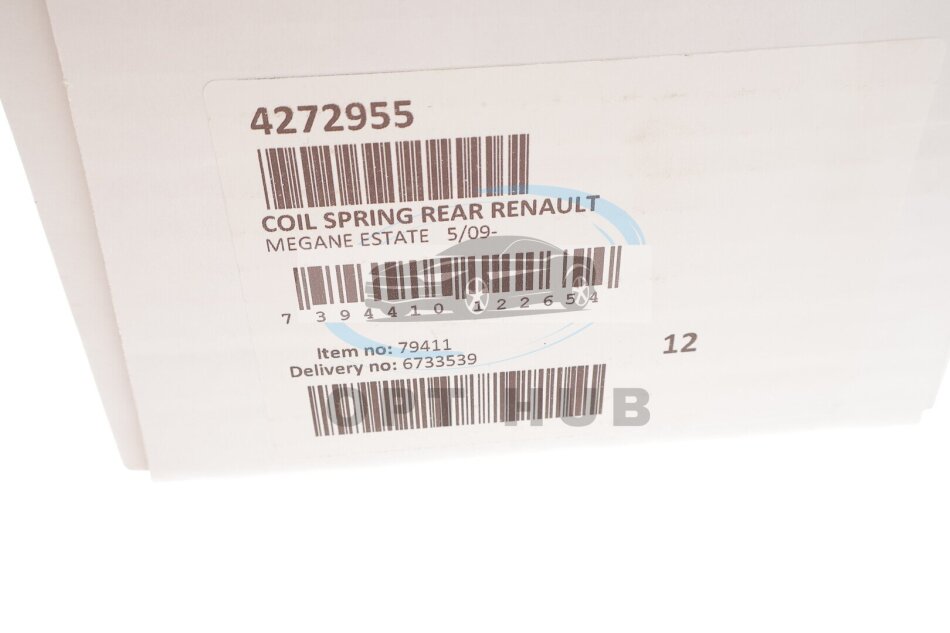 4272955
COIL SPRING REAR RENAULT
MEGANE ESTATE 5/09-
7 394410 122654
Item no: 79411
Delivery no: 6733539
12
OPT HUB